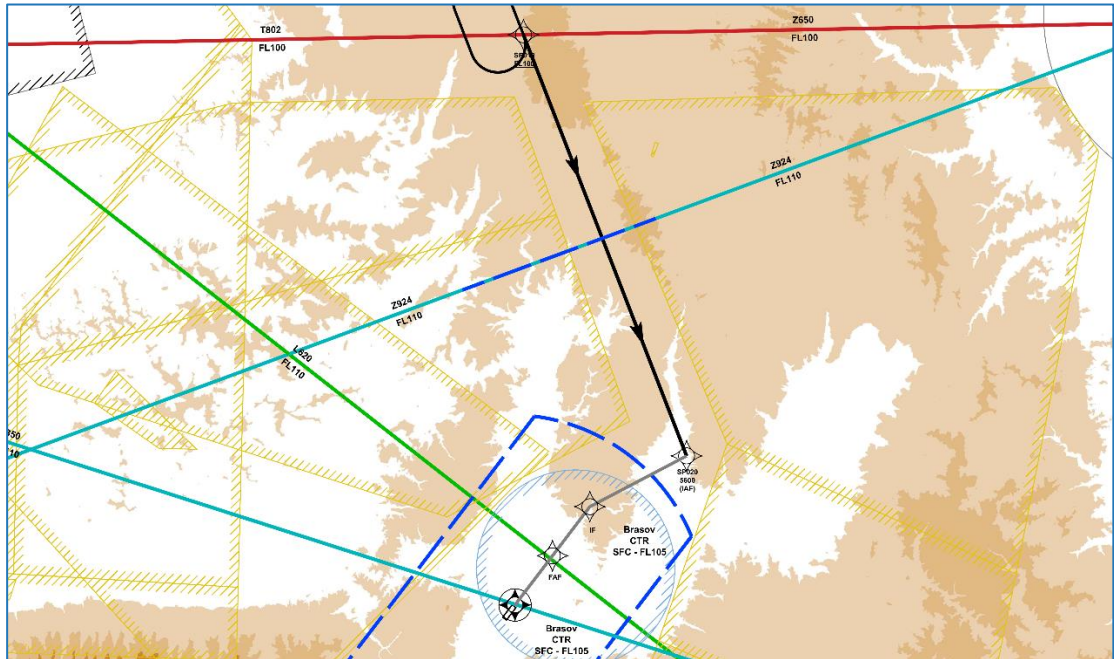 T802
FL100
Z650
FL100
FL100
Z924
FL110
Z924
FL110
L620
FL110
SP029
5600
(IAF)
IF
Brasov
CTR
SFC - FL105
FAF
Brasov
CTR
SFC - FL105